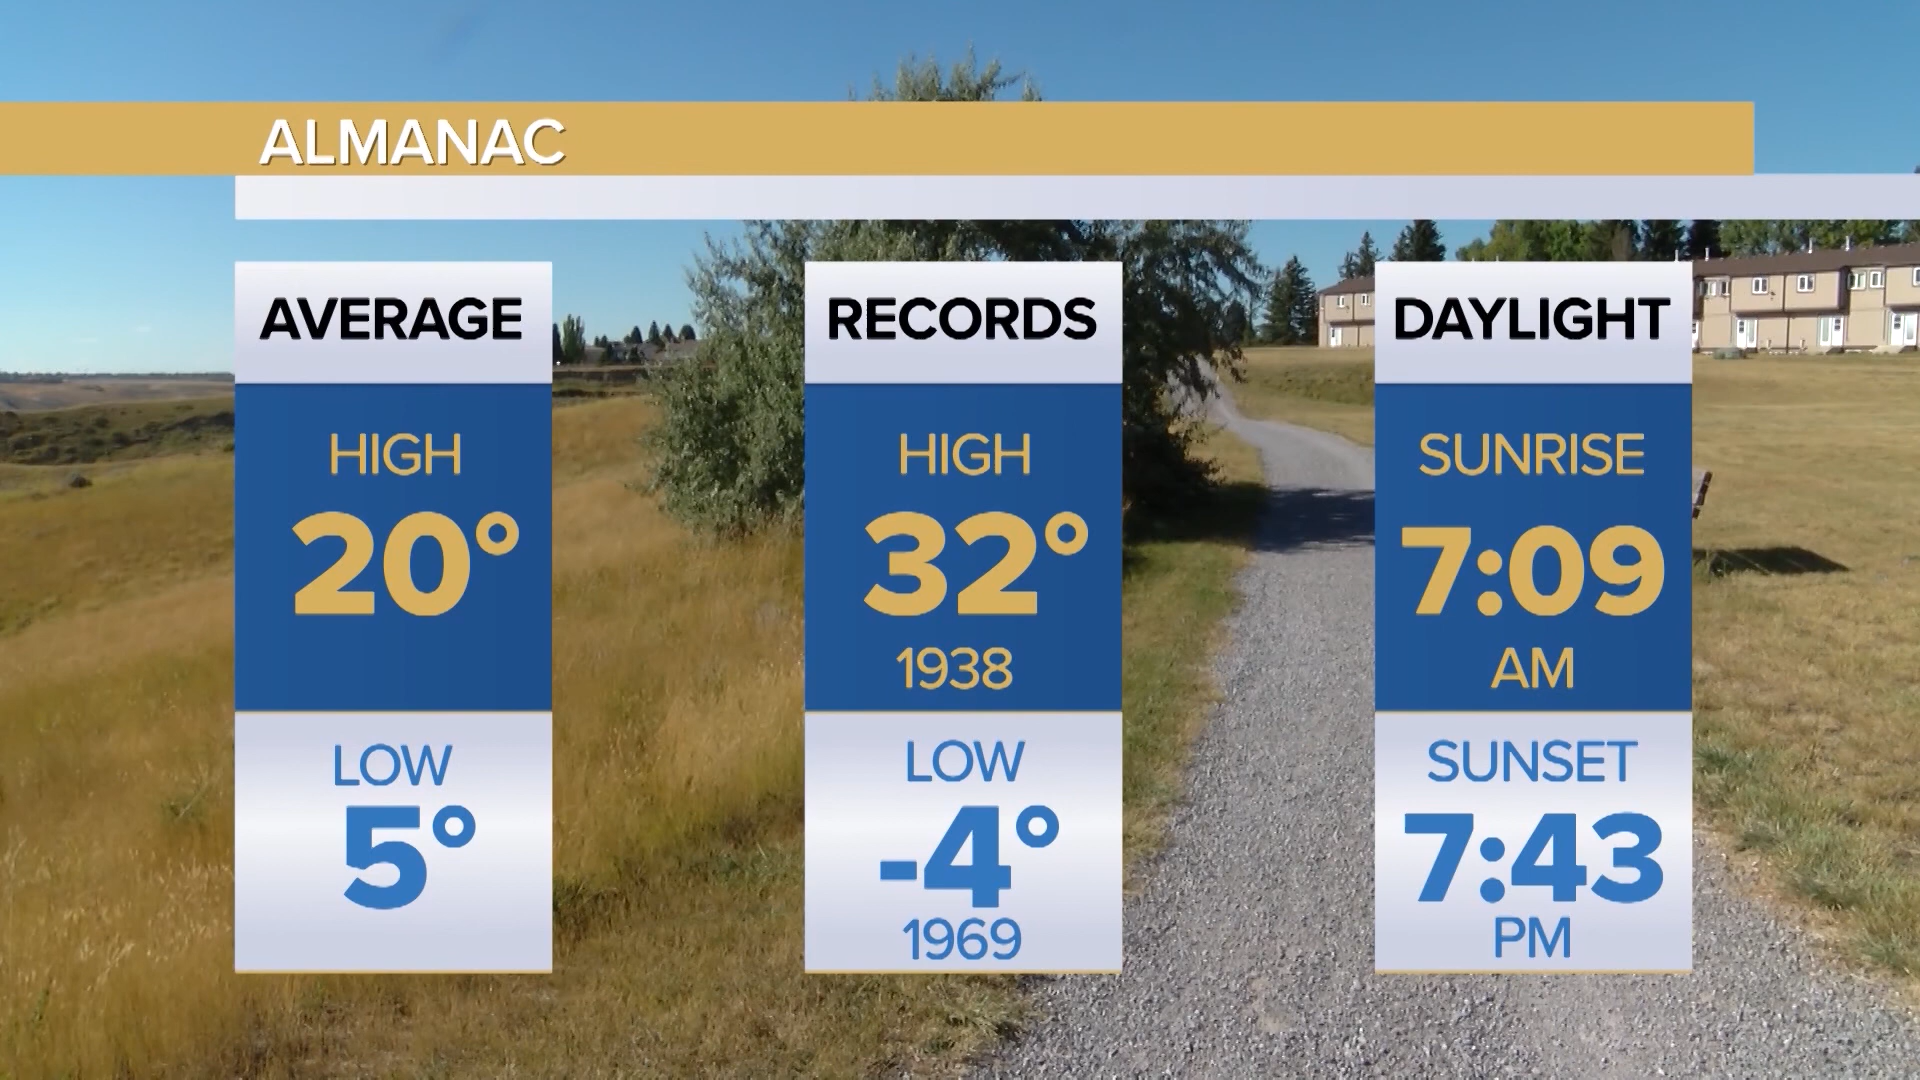 ALMANAC
AVERAGE
HIGH
20°
LOW
5°
RECORDS
HIGH
32°
1938
LOW
-4°
1969
DAYLIGHT
SUNRISE
7:09
AM
SUNSET
7:43
PM